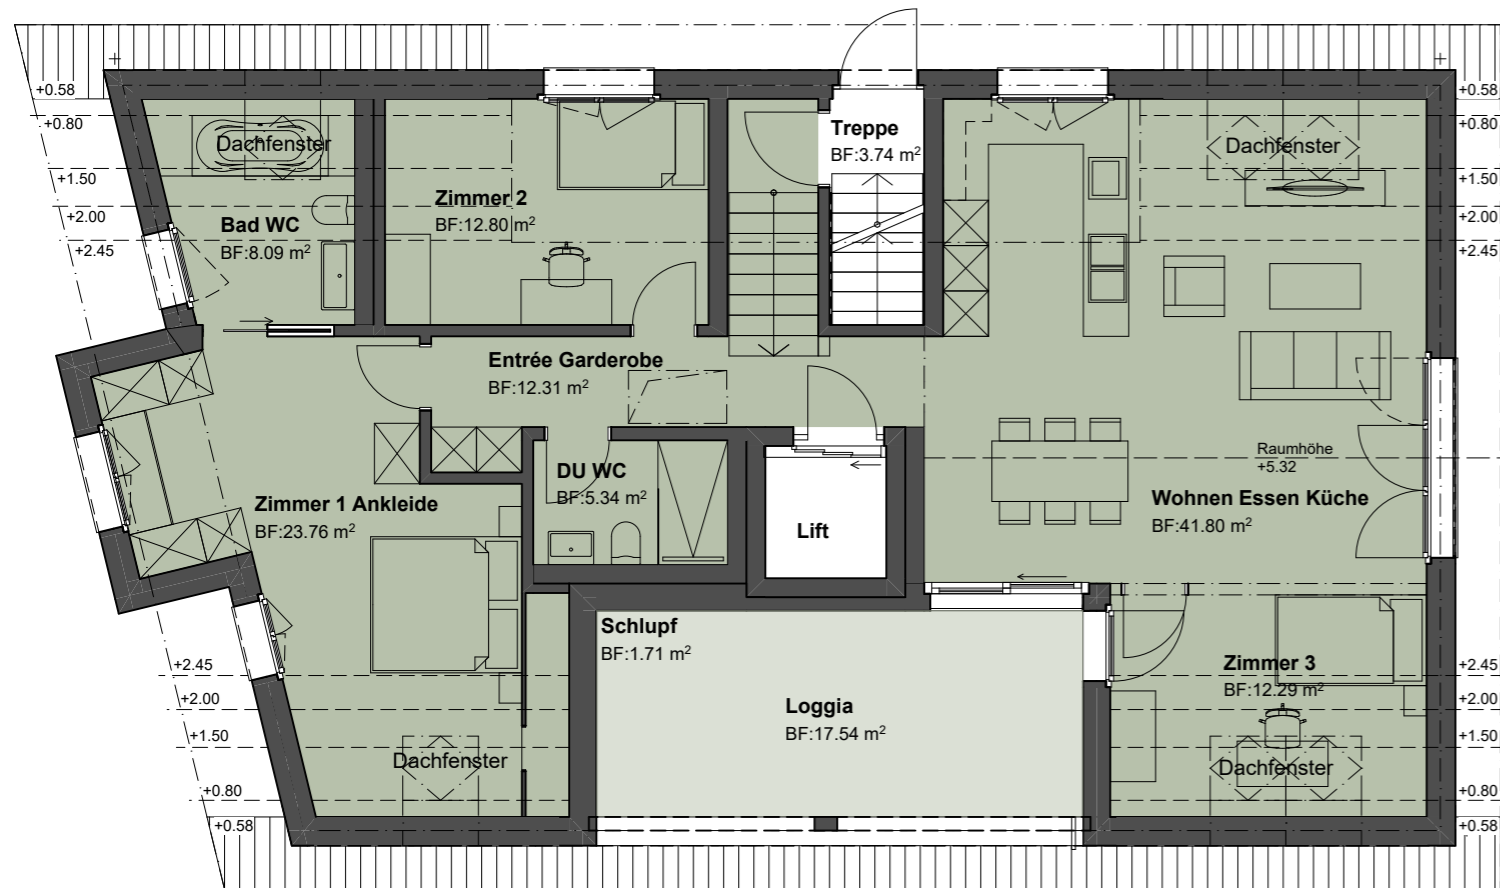 +0.58
+0.80
+1.50
+2.00
+2.45
Dachfenster
Bad WC
BF:8.09 m²
Zimmer 2
BF:12.80 m²
Treppe
BF:3.74 m²
Dachfenster
+0.58
+0.80
+1.50
+2.00
+2.45
Entrée Garderobe
BF:12.31 m²
DU WC
BF:5.34 m²
Zimmer 1 Ankleide
BF:23.76 m²
Lift
Raumhöhe
+5.32
Wohnen Essen Küche
BF:41.80 m²
Schlupf
BF:1.71 m²
Loggia
BF:17.54 m²
Zimmer 3
BF:12.29 m²
+2.45
+2.00
+1.50
+0.80
+0.58
Dachfenster
Dachfenster
+2.45
+2.00
+1.50
+0.80
+0.58